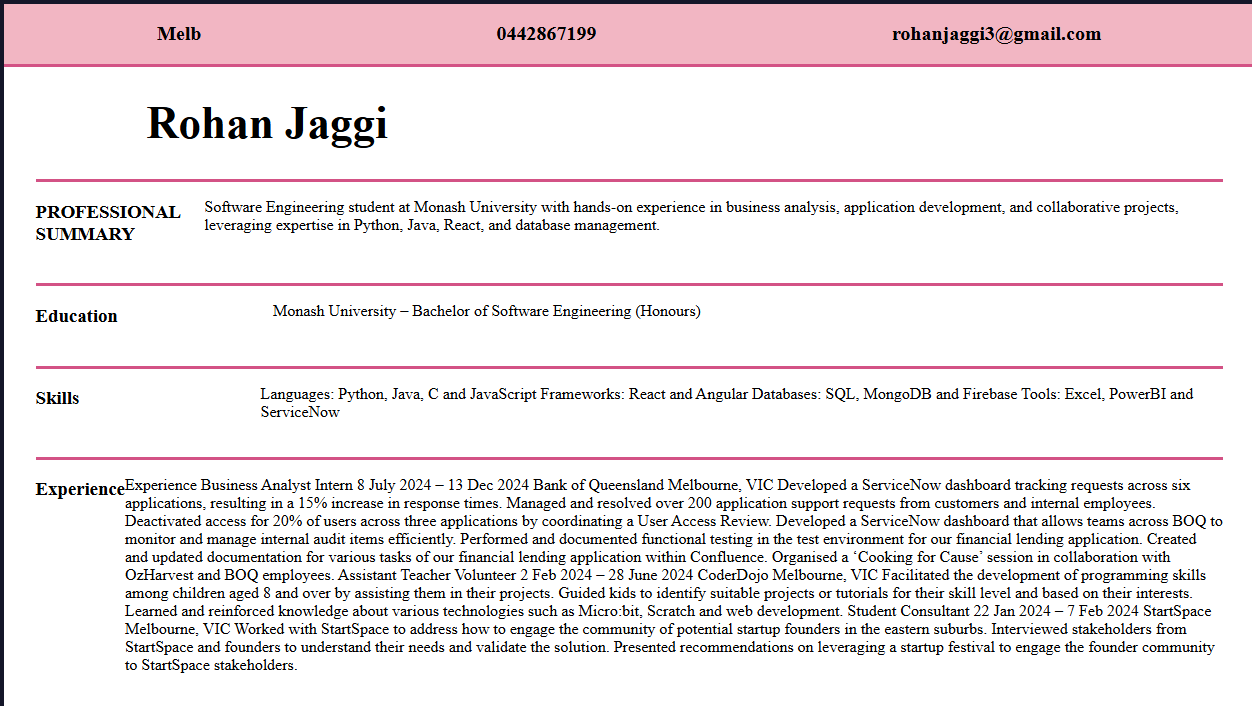 Melb 0442867199 rohanjaggi3@gmail.com
Rohan Jaggi
PROFESSIONAL SUMMARY
Software Engineering student at Monash University with hands-on experience in business analysis, application development, and collaborative projects,
leveraging expertise in Python, Java, React, and database management.
Education
Monash University – Bachelor of Software Engineering (Honours)
Skills
Languages: Python, Java, C and JavaScript Frameworks: React and Angular Databases: SQL, MongoDB and Firebase Tools: Excel, PowerBI and
ServiceNow
Experience
Experience Business Analyst Intern 8 July 2024 – 13 Dec 2024 Bank of Queensland Melbourne, VIC Developed a ServiceNow dashboard tracking requests across six
applications, resulting in a 15% increase in response times. Managed and resolved over 200 application support requests from customers and internal employees.
Deactivated access for 20% of users across three applications by coordinating a User Access Review. Developed a ServiceNow dashboard that allows teams across BOQ to
monitor and manage internal audit items efficiently. Performed and documented functional testing in the test environment for our financial lending application. Created
and updated documentation for various tasks of our financial lending application within Confluence. Organised a ‘Cooking for Cause’ session in collaboration with
OzHarvest and BOQ employees. Assistant Teacher Volunteer 2 Feb 2024 – 28 June 2024 CoderDojo Melbourne, VIC Facilitated the development of programming skills
among children aged 8 and over by assisting them in their projects. Guided kids to identify suitable projects or tutorials for their skill level and based on their interests.
Learned and reinforced knowledge about various technologies such as Micro:bit, Scratch and web development. Student Consultant 22 Jan 2024 – 7 Feb 2024 StartSpace
Melbourne, VIC Worked with StartSpace to address how to engage the community of potential startup founders in the eastern suburbs. Interviewed stakeholders from
StartSpace and founders to understand their needs and validate the solution. Presented recommendations on leveraging a startup festival to engage the founder community
to StartSpace stakeholders.